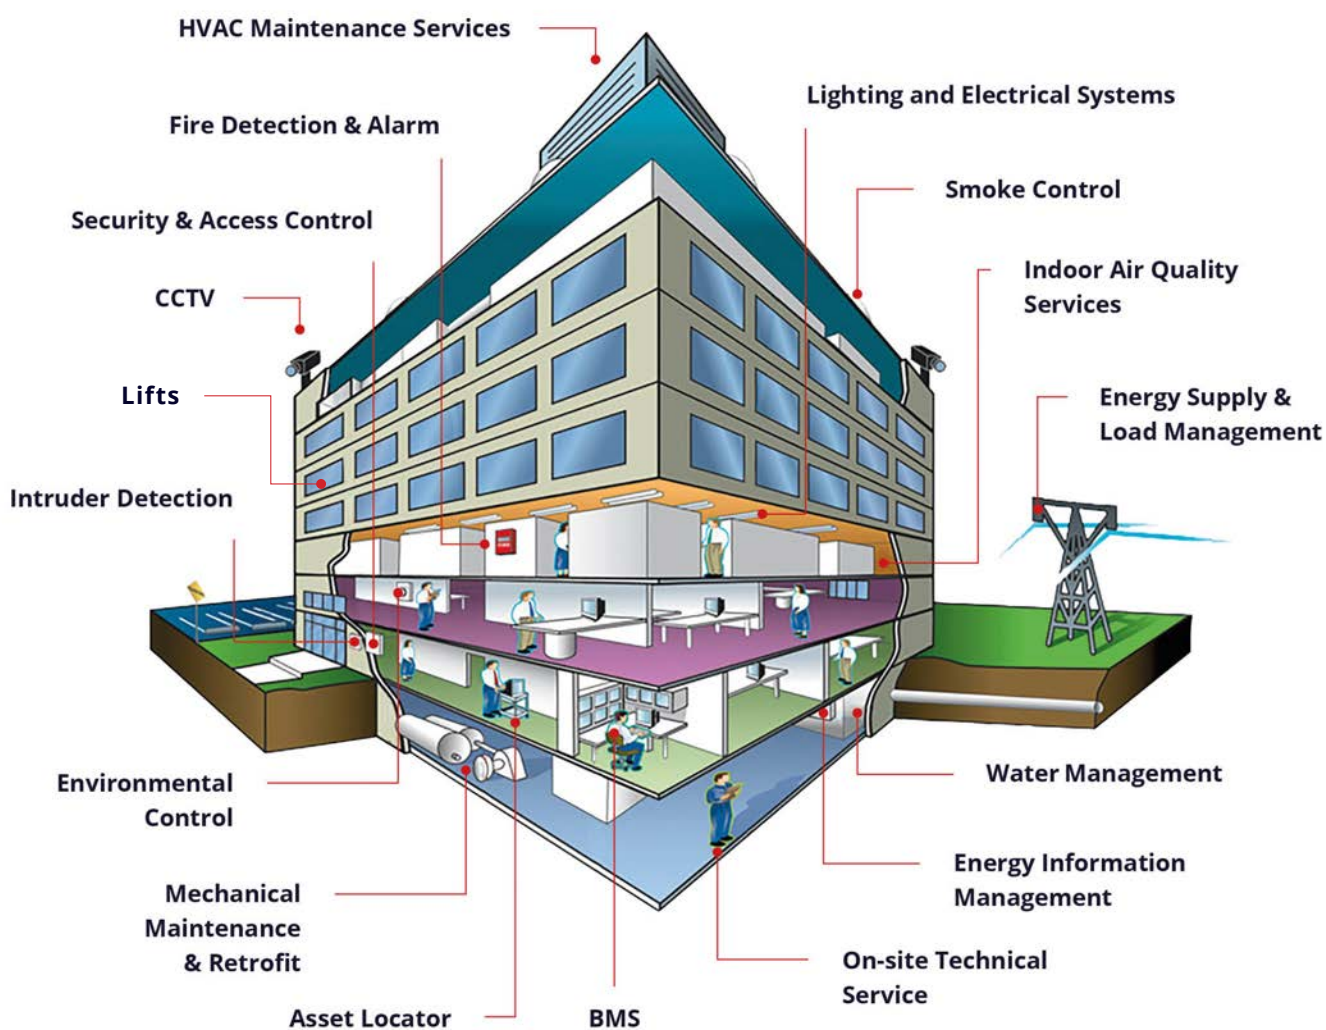 HVAC Maintenance Services
Lighting and Electrical Systems
Fire Detection & Alarm
Smoke Control
Security & Access Control
Indoor Air Quality
Services
CCTV
Lifts
Energy Supply &
Load Management
Intruder Detection
Environmental
Control
Water Management
Mechanical
Maintenance
& Retrofit
Energy Information
Management
On-site Technical
Service
Asset Locator
BMS